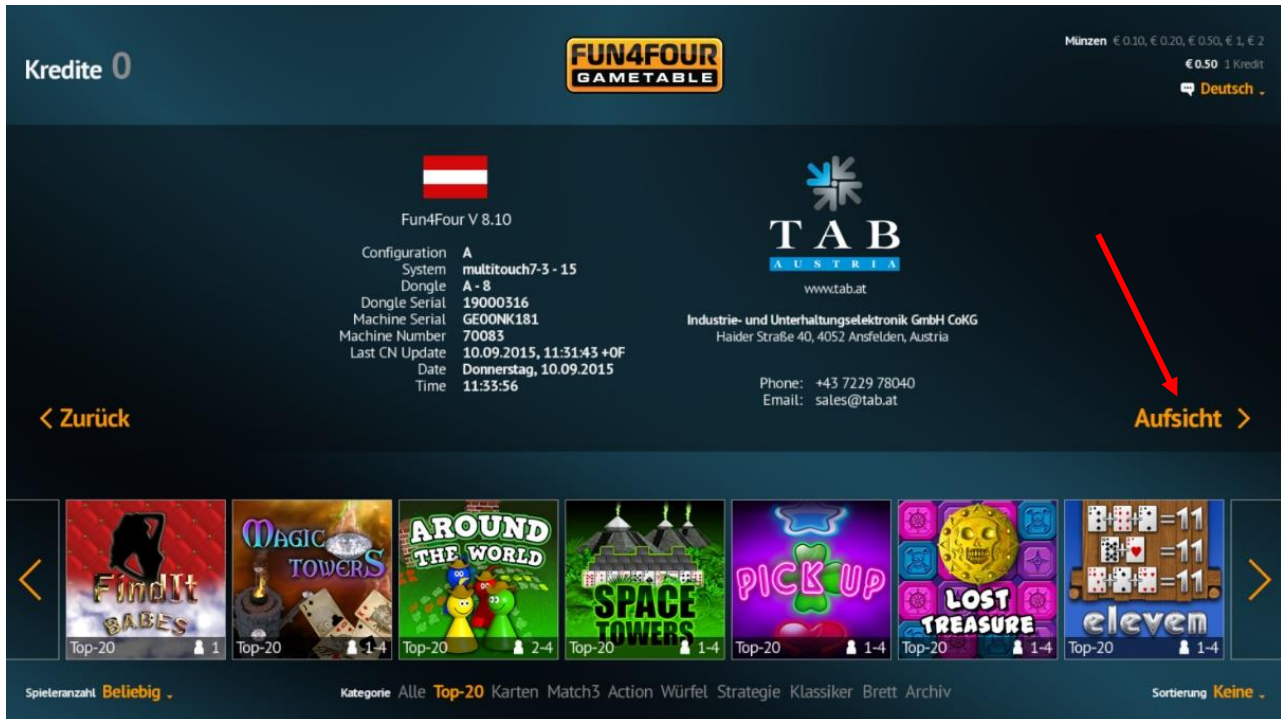 Kredite 0
FUN4FOUR
GAMETABLE
Münzen € 0.10, € 0.20, € 0.50, € 1, € 2
€ 0.50 1 Kredit
Deutsch
Fun4Four V 8.10
Configuration A
System multitouch7-3 - 15
Dongle A - 8
Dongle Serial 19000316
Machine Serial GE00NK181
Machine Number 70083
Last CN Update 10.09.2015, 11:31:43 +0F
Date Donnerstag, 10.09.2015
Time 11:33:56
TAB
AUSTRIA
www.tab.at
Industrie- und Unterhaltungselektronik GmbH CoKG
Haider Straße 40, 4052 Ansfelden, Austria
Phone: +43 7229 78040
Email: sales@tab.at
< Zurück
Aufsicht >
FindIt
BABES
Top-20 1
MAGIC
TOWERS
Top-20 1-4
AROUND
THE WORLD
Top-20 2-4
SPACE
TOWERS
Top-20 1-4
PICK UP
Top-20 1-4
LOST
TREASURE
Top-20 1-4
=11
=11
=11
eleven
Top-20 1-4
Spieleranzahl Beliebig
Kategorie Alle Top-20 Karten Match3 Action Würfel Strategie Klassiker Brett Archiv
Sortierung Keine